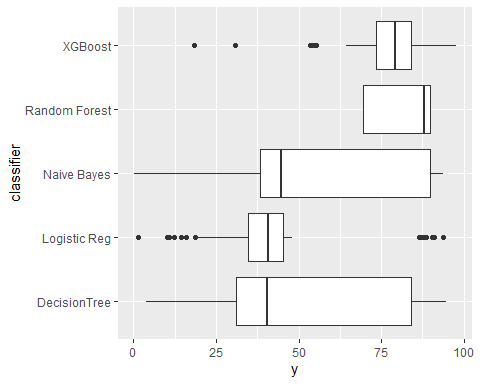 classifier
XGBoost
Random Forest
Naive Bayes
Logistic Reg
DecisionTree
0 25 50 75 100
y